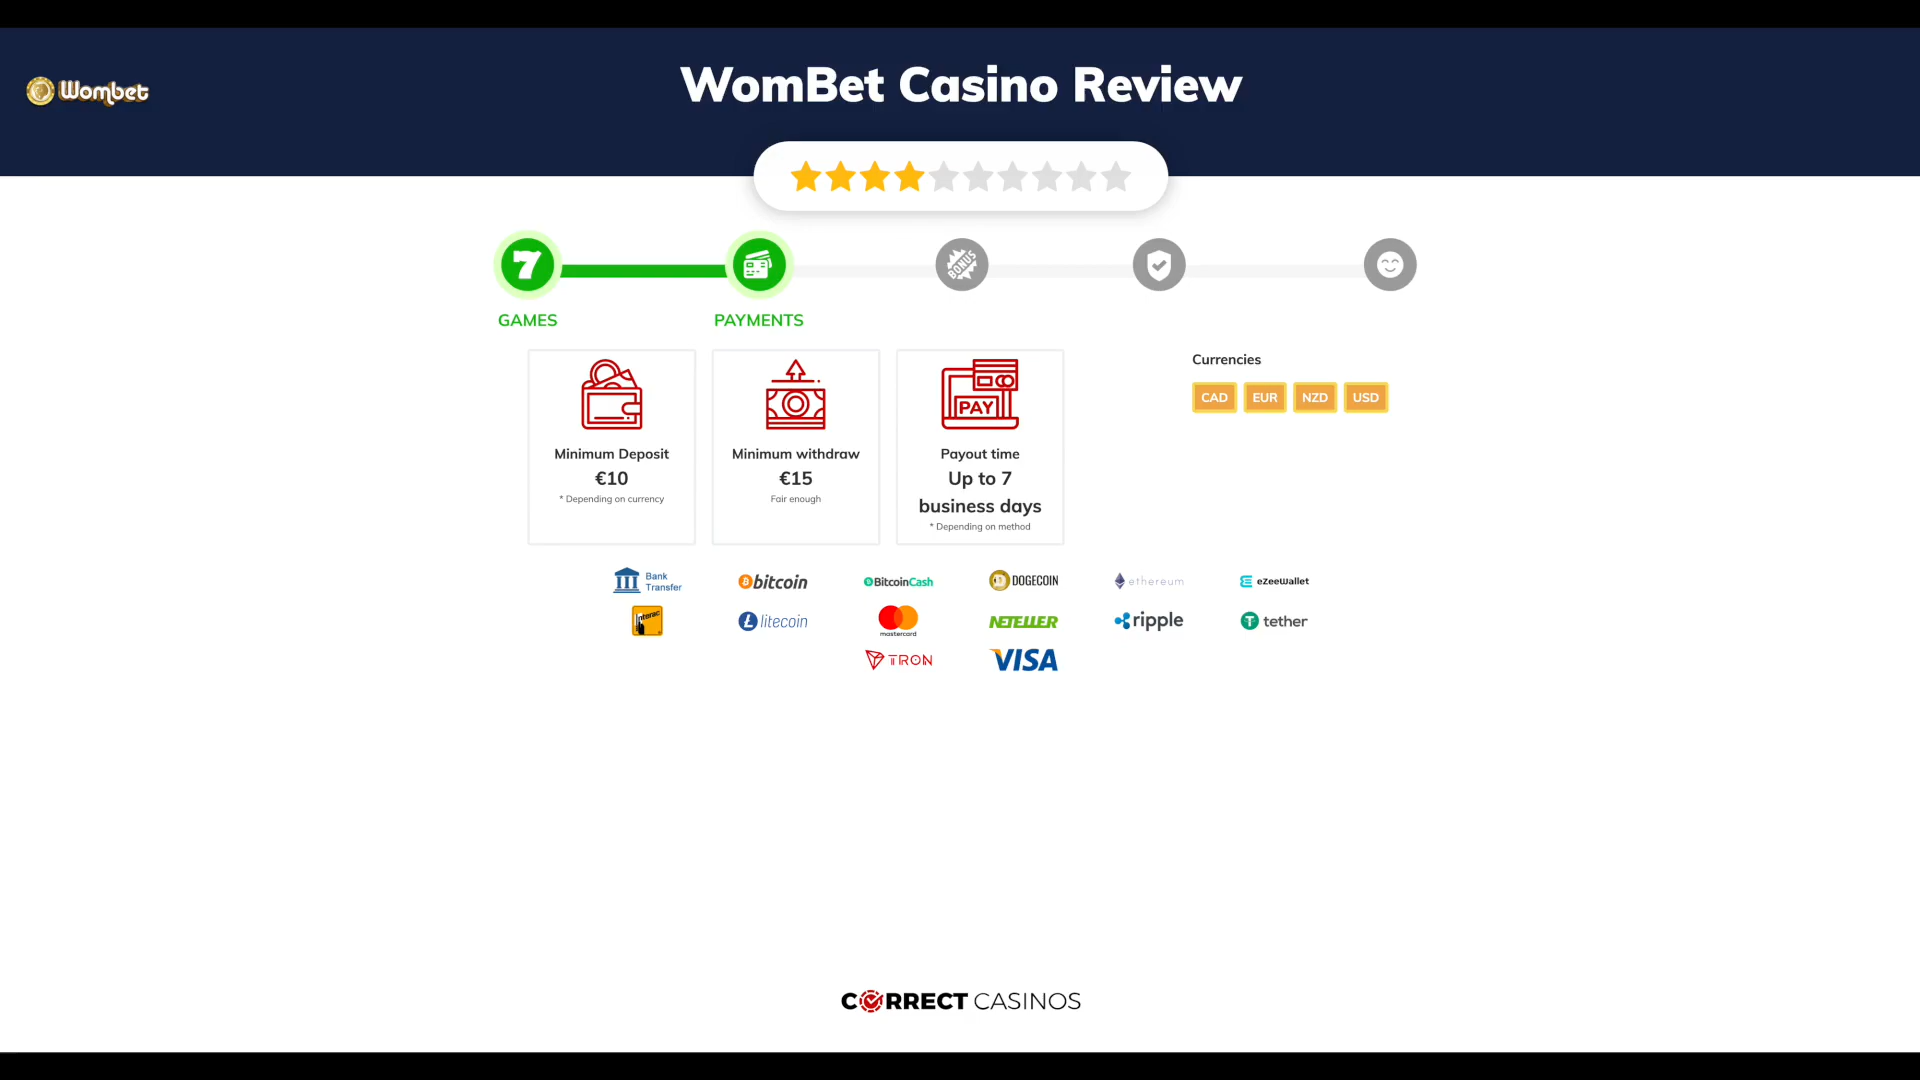 Wombet
WomBet Casino Review
7
BONUS
GAMES
PAYMENTS
PAY
Minimum Deposit
€10
* Depending on currency
Minimum withdraw
€15
Fair enough
Payout time
Up to 7
business days
* Depending on method
Currencies
CAD EUR NZD USD
Bank
Transfer
bitcoin
BitcoinCash
DOGECOIN
ethereum
eZeeWallet
Interac
litecoin
mastercard
NETELLER
ripple
tether
TRON
VISA
CORRECT CASINOS